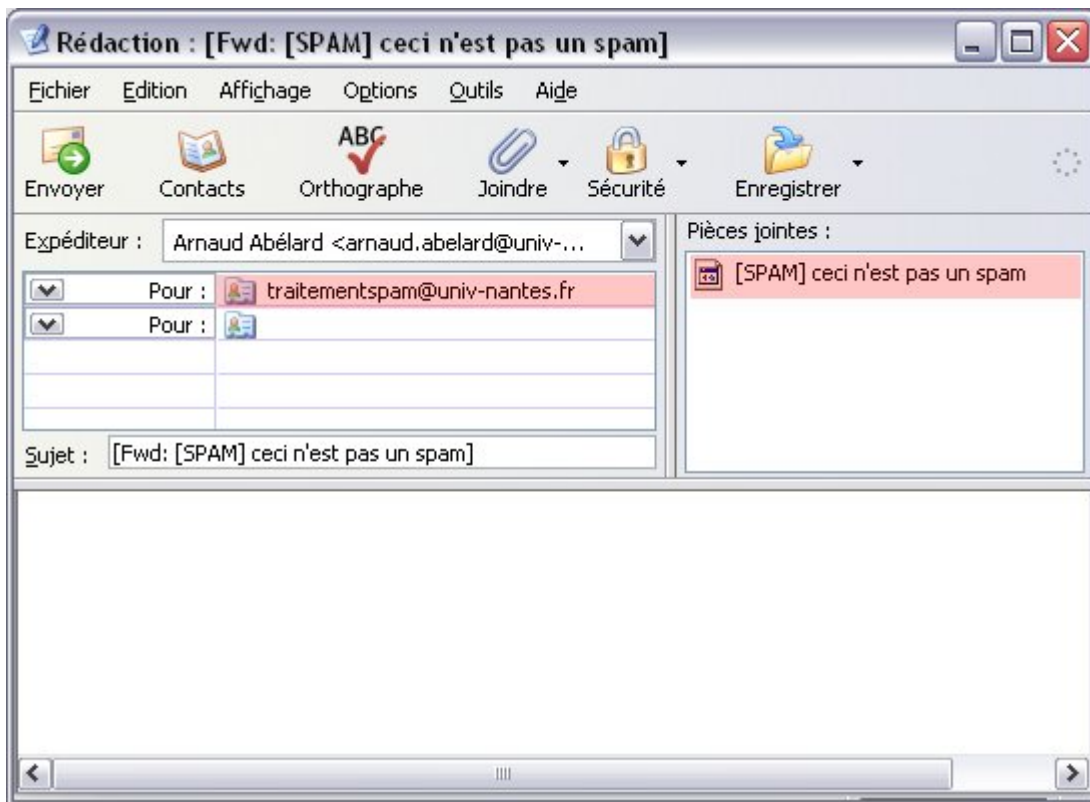 Rédaction : [Fwd: [SPAM] ceci n'est pas un spam]
Fichier Edition Affichage Options Outils Aide
ABC
Envoyer Contacts Orthographe Joindre Sécurité Enregistrer
Expéditeur : Arnaud Abélard <arnaud.abelard@univ-...
Pour : traitementspam@univ-nantes.fr
Pour :
Sujet : [Fwd: [SPAM] ceci n'est pas un spam]
Pièces jointes :
[SPAM] ceci n'est pas un spam